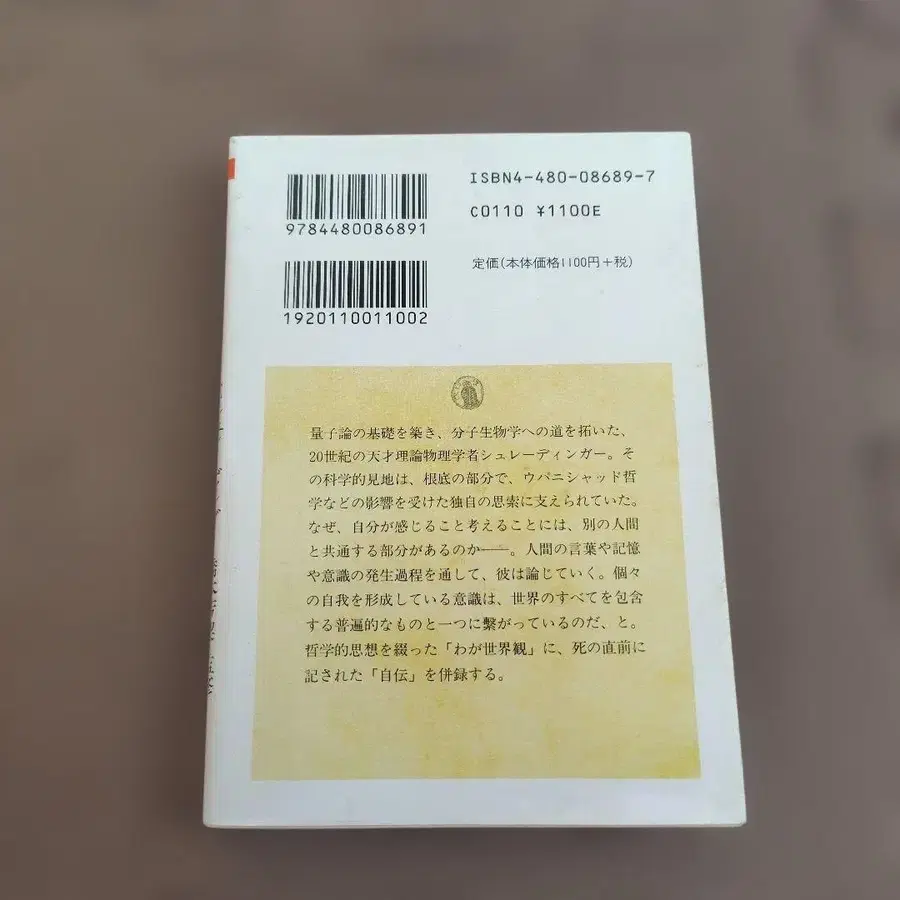 ISBN4-480-08689-7
C0110 ¥1100E
9784480086891
定価(本体価格1100円+税)
1920110011002
量子論の基礎を築き、分子生物学への道を拓いた、
20世紀の天才理論物理学者シュレーディンガー。そ
の科学的見地は、根底の部分で、ウパニシャッド哲
学などの影響を受けた独自の思索に支えられていた。
なぜ、自分が感じること考えることには、別の人間
と共通する部分があるのか――。人間の言葉や記憶
や意識の発生過程を通して、彼は論じていく。個々
の自我を形成している意識は、世界のすべてを包含
する普遍的なものと一つに繋がっているのだ、と。
哲学的思想を綴った「わが世界観」に、死の直前に
記された「自伝」を併録する。